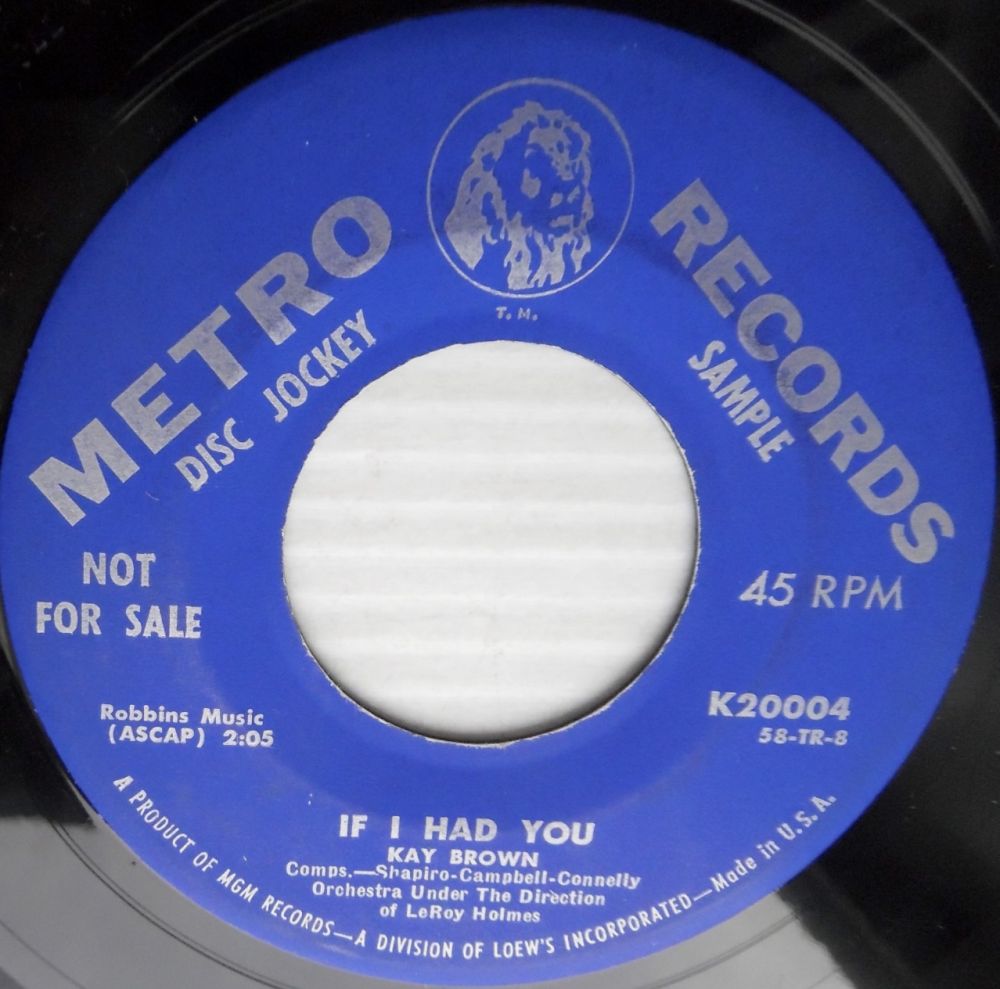 METRO RECORDS
T. M.
DISC JOCKEY SAMPLE
NOT
FOR SALE
45 RPM
Robbins Music
(ASCAP) 2:05
K20004
58-TR-8
IF I HAD YOU
KAY BROWN
Comps.—Shapiro-Campbell-Connelly
Orchestra Under The Direction
of LeRoy Holmes
A PRODUCT OF MGM RECORDS—A DIVISION OF LOEW'S INCORPORATED—Made in U.S.A.